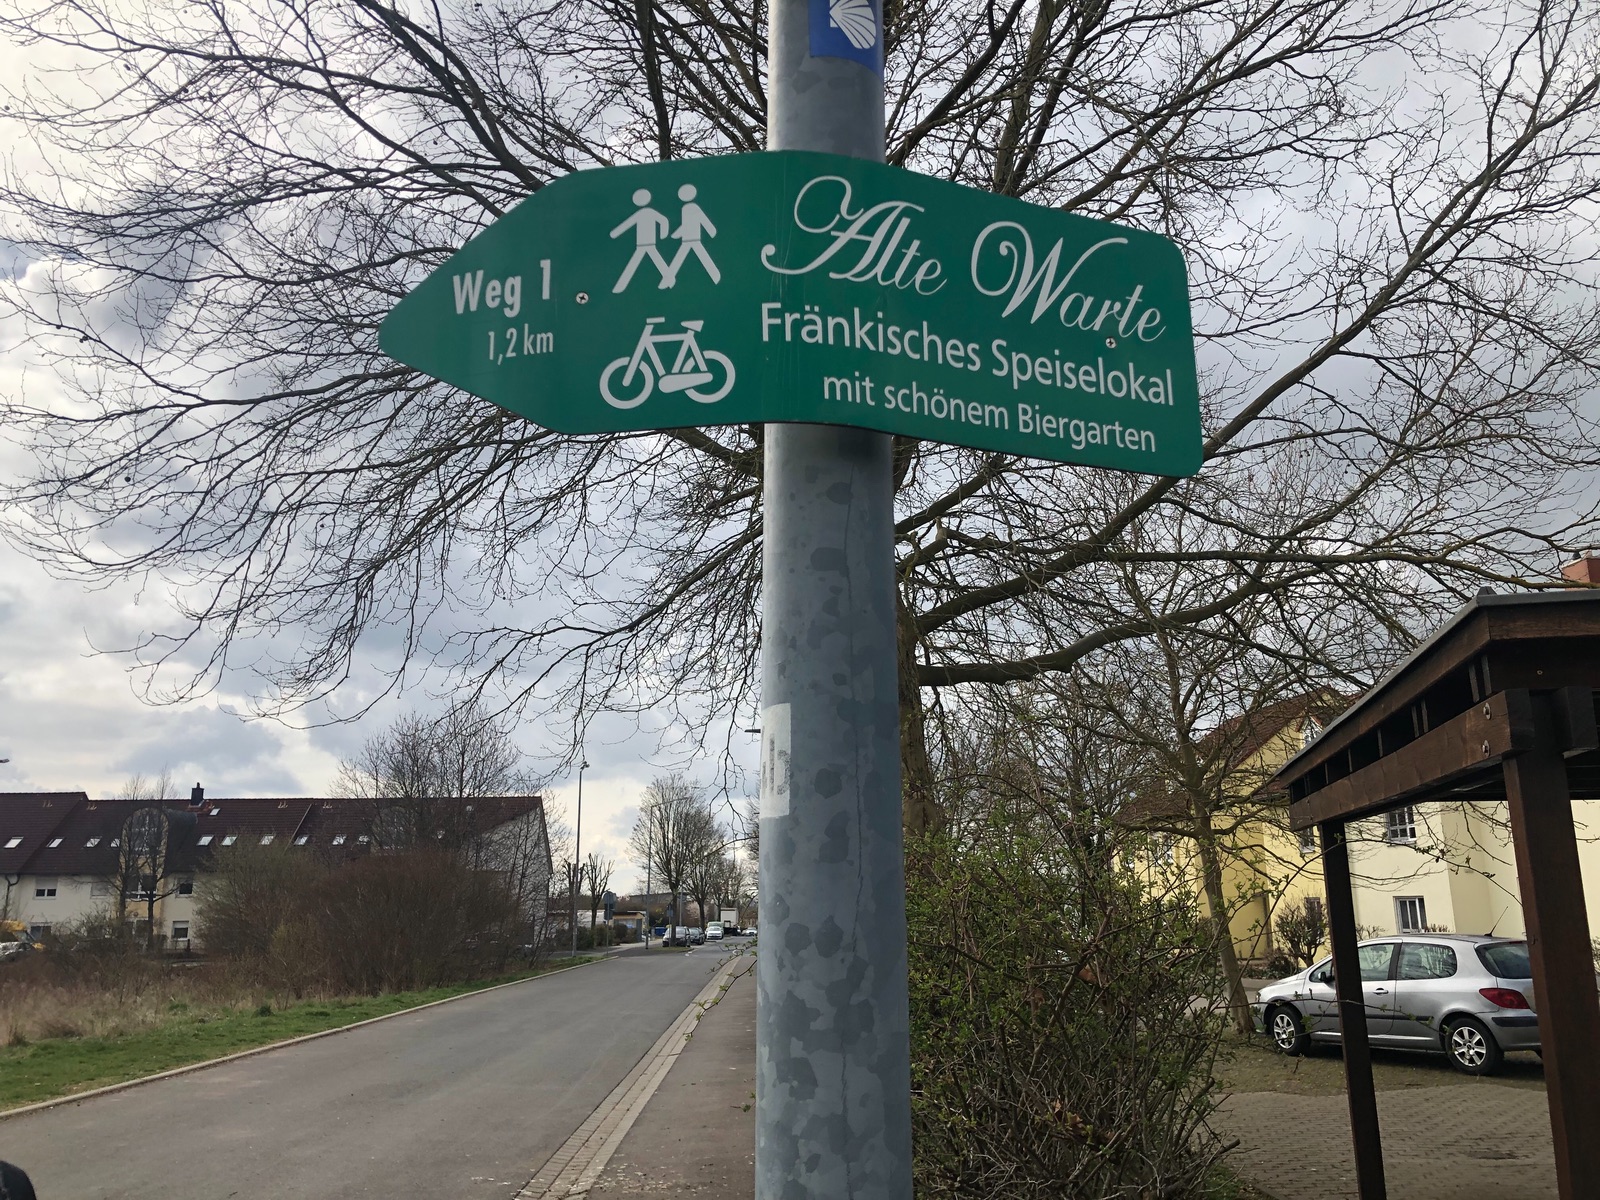 Weg 1
1,2 km
Alte Warte
Fränkisches Speiselokal
mit schönem Biergarten